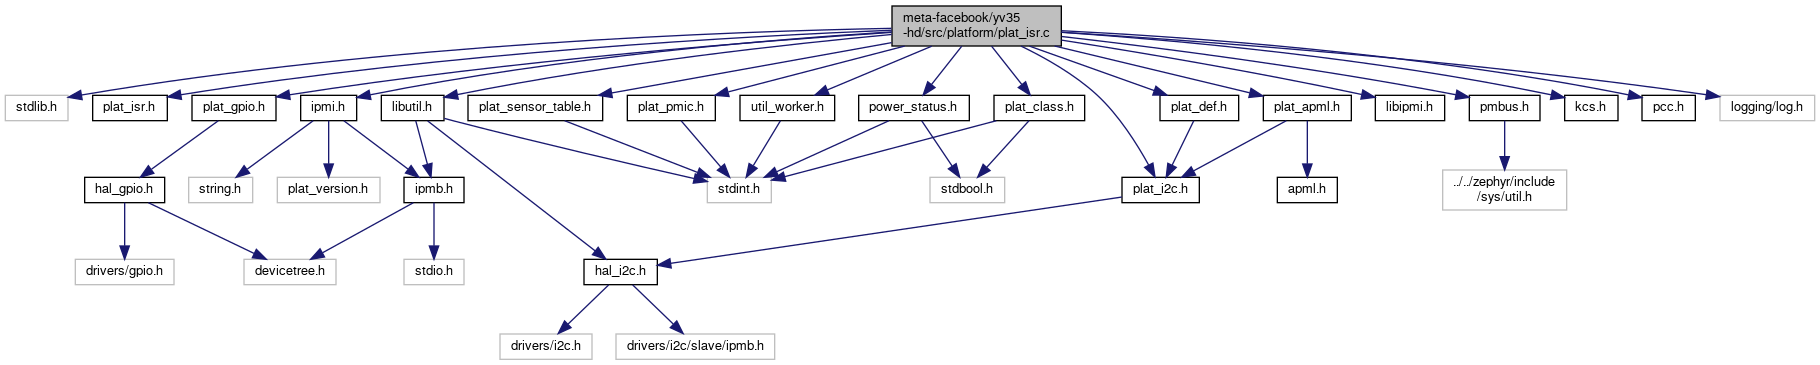 meta-facebook/yv35
-hd/src/platform/plat_isr.c
stdlib.h
plat_isr.h
plat_gpio.h
ipmi.h
libutil.h
plat_sensor_table.h
plat_pmic.h
util_worker.h
power_status.h
plat_class.h
plat_def.h
plat_apml.h
libipmi.h
pmbus.h
kcs.h
pcc.h
logging/log.h
hal_gpio.h
string.h
plat_version.h
ipmb.h
stdint.h
stdbool.h
plat_i2c.h
apml.h
../../zephyr/include
/sys/util.h
drivers/gpio.h
devicetree.h
stdio.h
hal_i2c.h
drivers/i2c.h
drivers/i2c/slave/ipmb.h